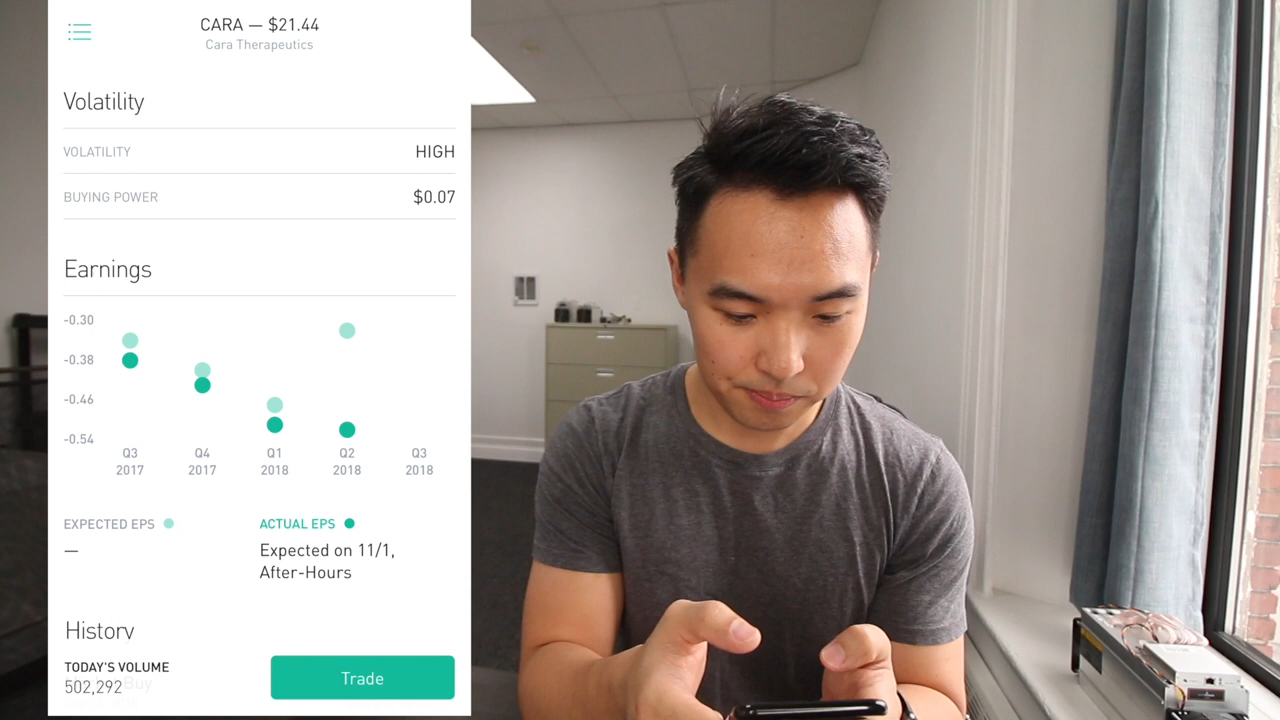 CARA — $21.44
Cara Therapeutics
Volatility
VOLATILITY HIGH
BUYING POWER $0.07
Earnings
-0.30
-0.38
-0.46
-0.54
Q3 Q4 Q1 Q2 Q3
2017 2017 2018 2018 2018
EXPECTED EPS ACTUAL EPS
— Expected on 11/1,
After-Hours
History
TODAY'S VOLUME
502,292
Buy
Trade